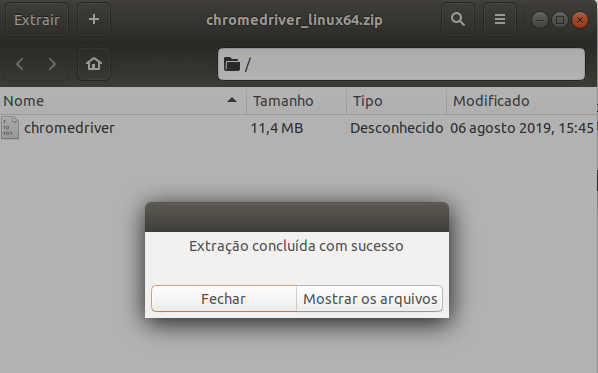 Extrair
chromedriver_linux64.zip
/
Nome Tamanho Tipo Modificado
chromedriver 11,4 MB Desconhecido 06 agosto 2019, 15:45
Extração concluída com sucesso
Fechar Mostrar os arquivos